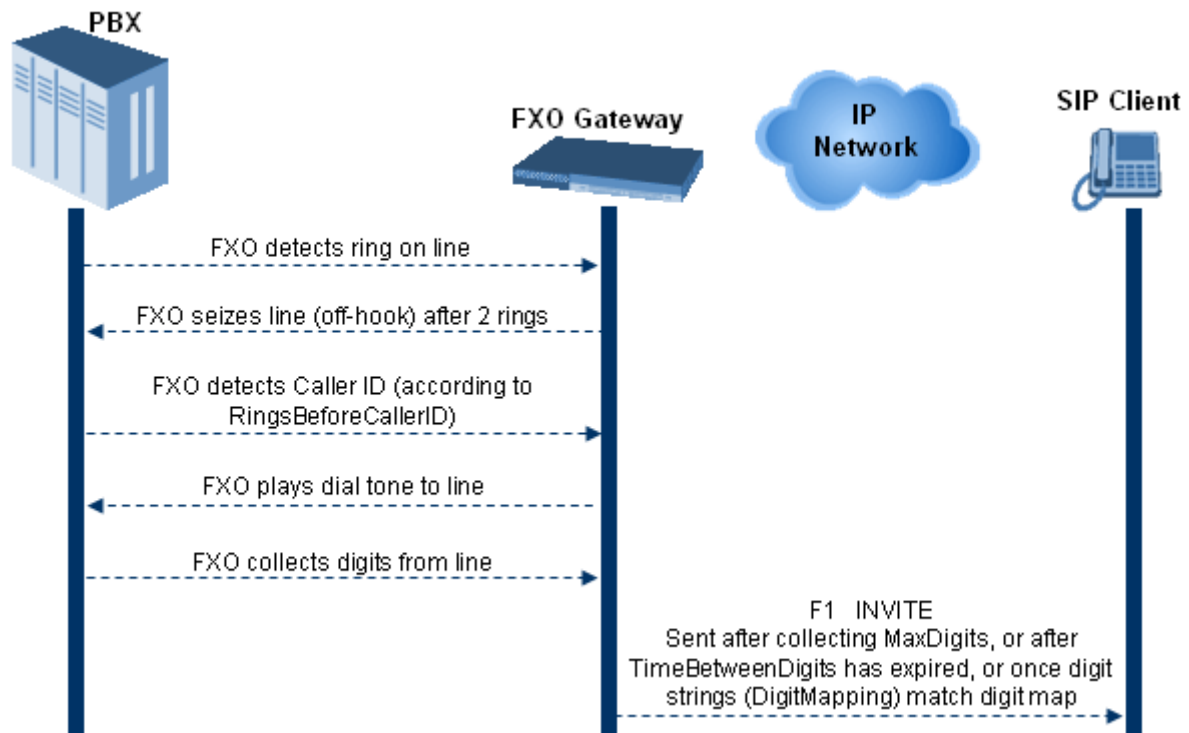 PBX
FXO Gateway
IP
Network
SIP Client
FXO detects ring on line
FXO seizes line (off-hook) after 2 rings
FXO detects Caller ID (according to
RingsBeforeCallerID)
FXO plays dial tone to line
FXO collects digits from line
F1 INVITE
Sent after collecting MaxDigits, or after
TimeBetweenDigits has expired, or once digit
strings (DigitMapping) match digit map